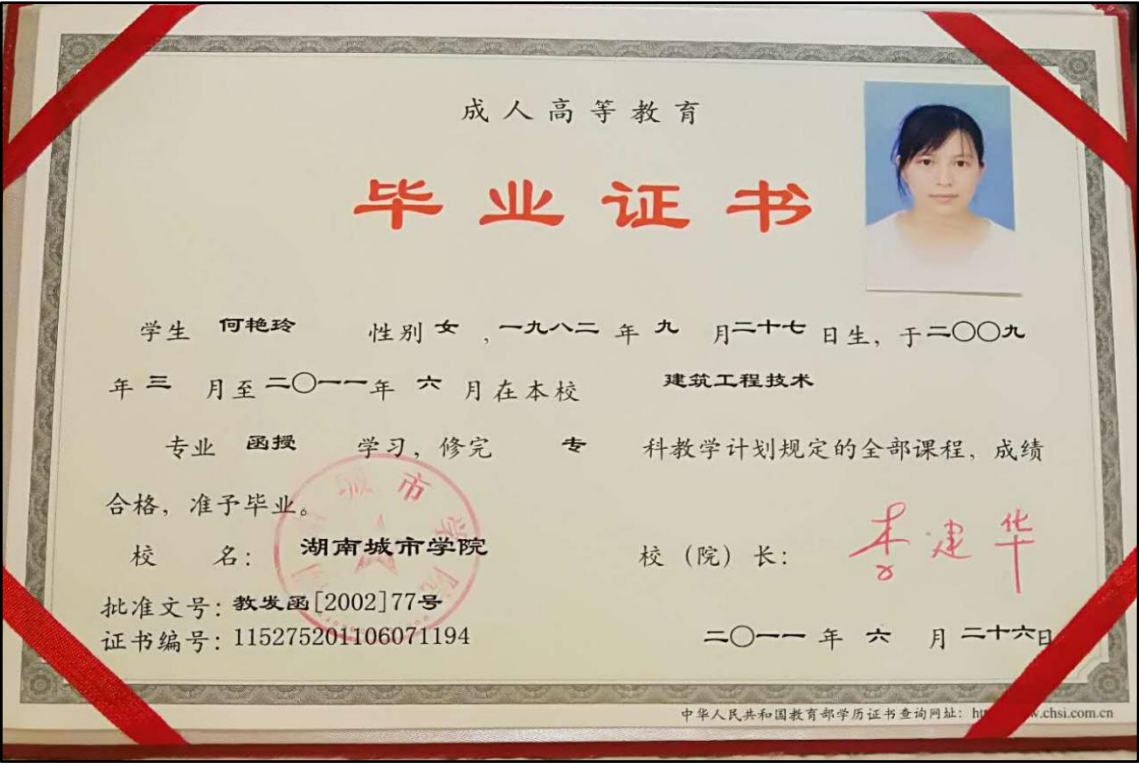 成人高等教育
毕业证书
学生 何艳玲 性别 女 ,一九八二 年 九 月二十七 日生, 于二〇〇九
年 三 月至 二〇一一年 六 月在本校 建筑工程技术
专业 函授 学习, 修完 专 科教学计划规定的全部课程, 成绩
合格, 准予毕业。
校 名: 湖南城市学院 校 (院) 长: 李建华
批准文号: 教发函[2002]77号
证书编号: 115275201106071194 二〇一一 年 六 月 二十六日
中华人民共和国教育部学历证书查询网址: .chsi.com.cn